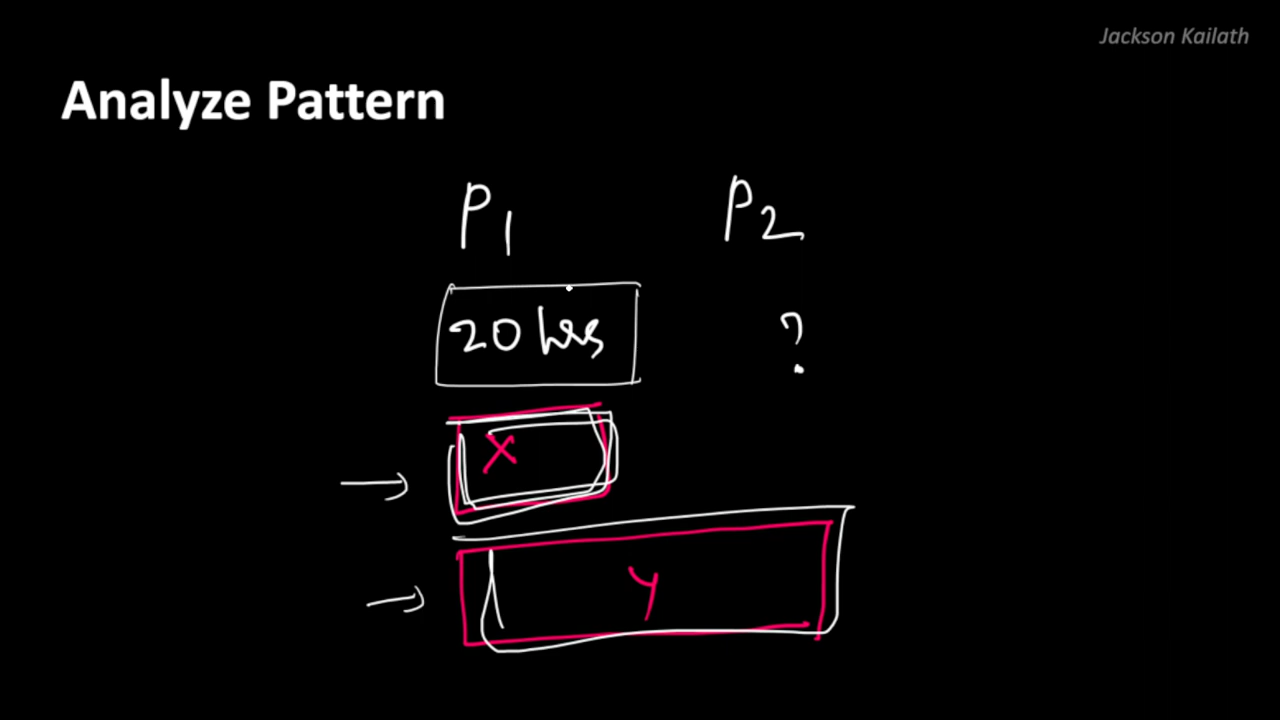 Jackson Kailath
Analyze Pattern
P1 P2
20 hrs ?
X
Y